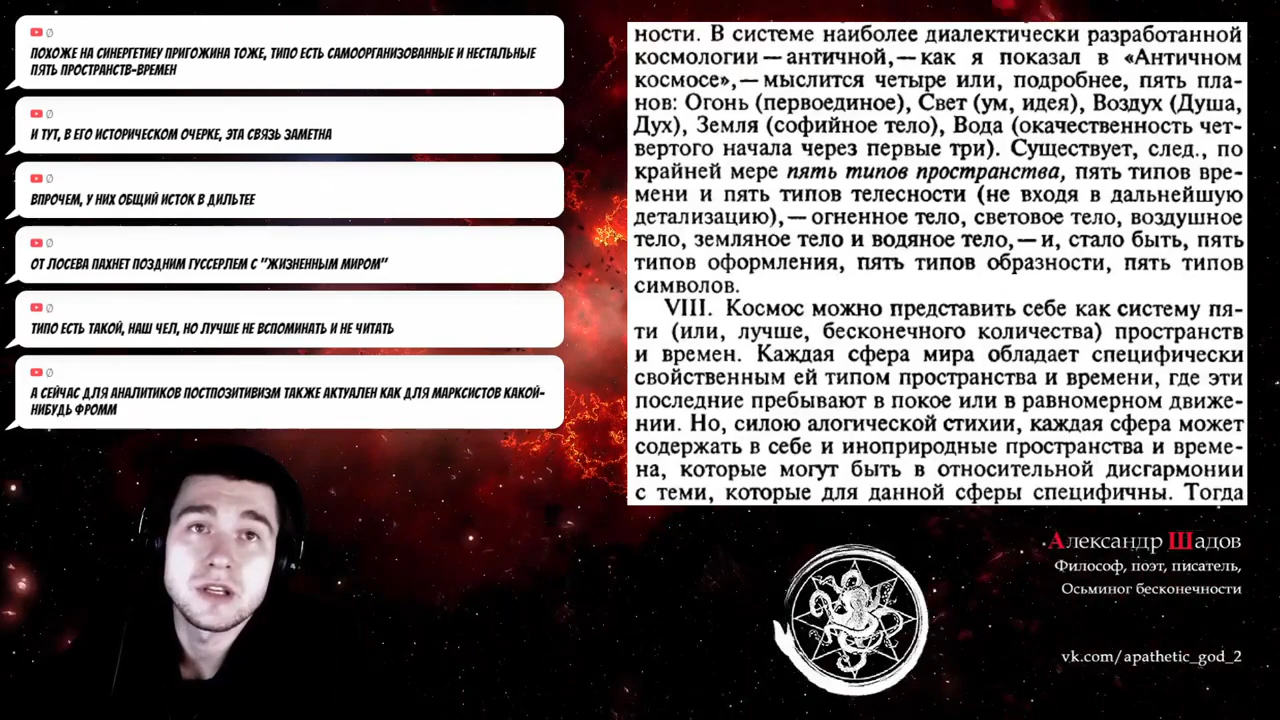 Ø
ПОХОЖЕ НА СИНЕРГЕТИЕУ ПРИГОЖИНА ТОЖЕ, ТИПО ЕСТЬ САМООРГАНИЗОВАННЫЕ И НЕСТАЛЬНЫЕ
ПЯТЬ ПРОСТРАНСТВ-ВРЕМЕН
Ø
И ТУТ, В ЕГО ИСТОРИЧЕСКОМ ОЧЕРКЕ, ЭТА СВЯЗЬ ЗАМЕТНА
Ø
ВПРОЧЕМ, У НИХ ОБЩИЙ ИСТОК В ДИЛЬТЕЕ
Ø
ОТ ЛОСЕВА ПАХНЕТ ПОЗДНИМ ГУССЕРЛЕМ С "ЖИЗНЕННЫМ МИРОМ"
Ø
ТИПО ЕСТЬ ТАКОЙ, НАШ ЧЕЛ, НО ЛУЧШЕ НЕ ВСПОМИНАТЬ И НЕ ЧИТАТЬ
Ø
А СЕЙЧАС ДЛЯ АНАЛИТИКОВ ПОСТПОЗИТИВИЗМ ТАКЖЕ АКТУАЛЕН КАК ДЛЯ МАРКСИСТОВ КАКОЙ-
НИБУДЬ ФРОММ
ности. В системе наиболее диалектически разработанной
космологии — античной, — как я показал в «Античном
космосе», — мыслится четыре или, подробнее, пять пла-
нов: Огонь (первоединое), Свет (ум, идея), Воздух (Душа,
Дух), Земля (софийное тело), Вода (окачественность чет-
вертого начала через первые три). Существует, след., по
крайней мере пять типов пространства, пять типов вре-
мени и пять типов телесности (не входя в дальнейшую
детализацию), — огненное тело, световое тело, воздушное
тело, земляное тело и водяное тело, — и, стало быть, пять
типов оформления, пять типов образности, пять типов
символов.
VIII. Космос можно представить себе как систему пя-
ти (или, лучше, бесконечного количества) пространств
и времен. Каждая сфера мира обладает специфически
свойственным ей типом пространства и времени, где эти
последние пребывают в покое или в равномерном движе-
нии. Но, силою алогической стихии, каждая сфера может
содержать в себе и иноприродные пространства и време-
на, которые могут быть в относительной дисгармонии
с теми, которые для данной сферы специфичны. Тогда
Александр Шадов
Философ, поэт, писатель,
Осьминог бесконечности
vk.com/apathetic_god_2